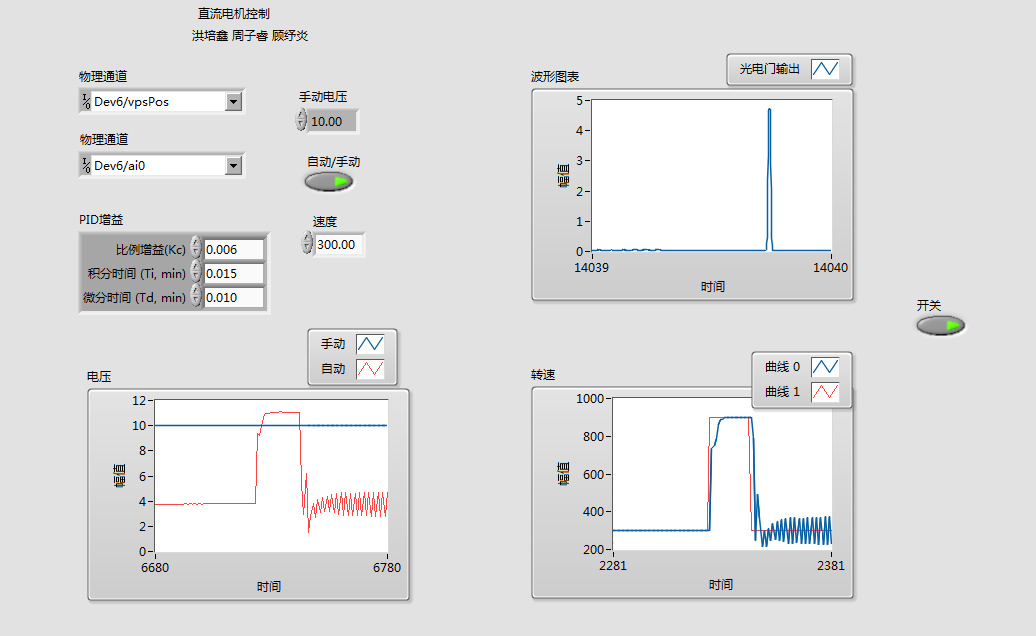 直流电机控制
洪培鑫 周子睿 顾纾炎
物理通道
Dev6/vpsPos
物理通道
Dev6/ai0
手动电压
10.00
自动/手动
速度
300.00
PID增益
比例增益(Kc) 0.006
积分时间 (Ti, min) 0.015
微分时间 (Td, min) 0.010
波形图表
光电门输出
幅值
5
4
3
2
1
0
14039 14040
时间
开关
电压
手动
自动
幅值
12
10
8
6
4
2
0
6680 6780
时间
转速
曲线 0
曲线 1
幅值
1000
800
600
400
200
2281 2381
时间